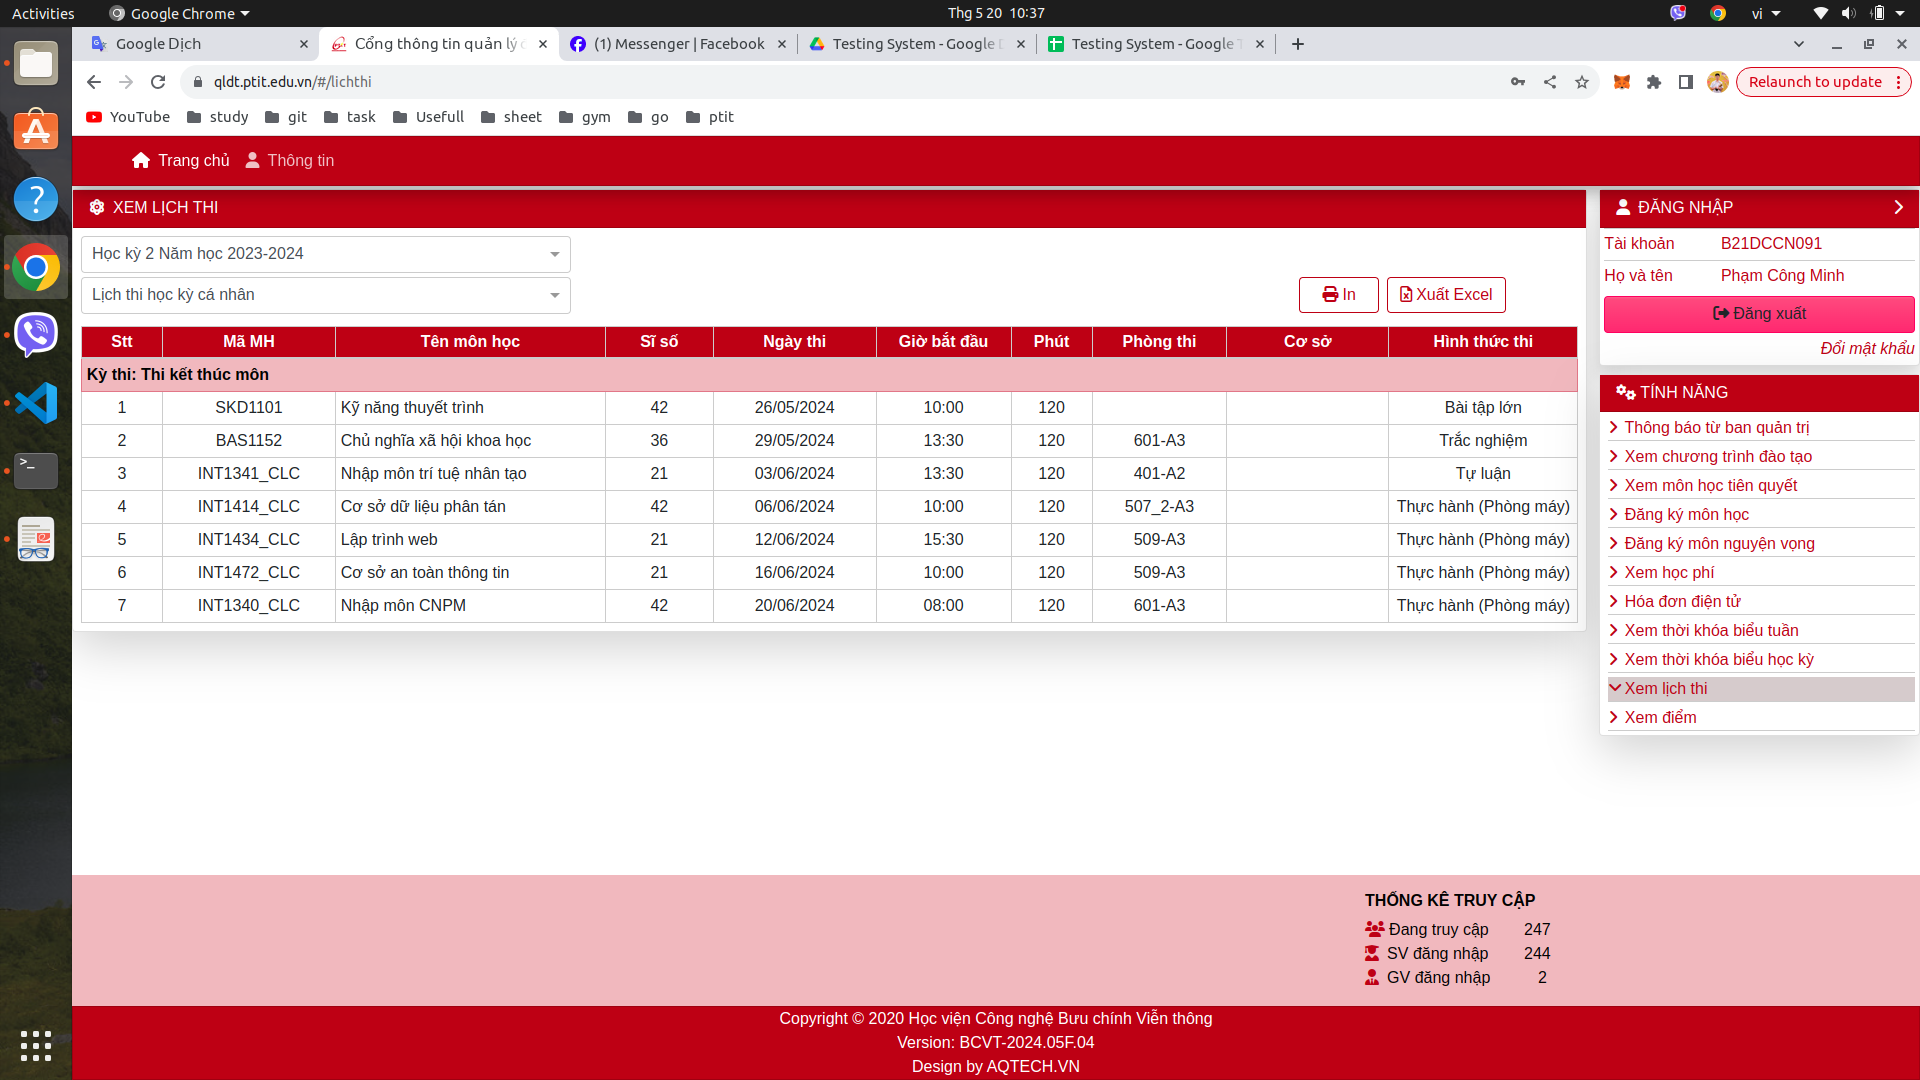 Activities Google Chrome Thg 5 20 10:37 vi
Google Dịch Cổng thông tin quản lý (1) Messenger | Facebook Testing System - Google Testing System - Google
qldt.ptit.edu.vn/#/lichthi Relaunch to update
YouTube study git task Usefull sheet gym go ptit
Trang chủ Thông tin
XEM LỊCH THI
Học kỳ 2 Năm học 2023-2024
Lịch thi học kỳ cá nhân
In Xuất Excel
Stt Mã MH Tên môn học Sĩ số Ngày thi Giờ bắt đầu Phút Phòng thi Cơ sở Hình thức thi
Kỳ thi: Thi kết thúc môn
1 SKD1101 Kỹ năng thuyết trình 42 26/05/2024 10:00 120 Bài tập lớn
2 BAS1152 Chủ nghĩa xã hội khoa học 36 29/05/2024 13:30 120 601-A3 Trắc nghiệm
3 INT1341_CLC Nhập môn trí tuệ nhân tạo 21 03/06/2024 13:30 120 401-A2 Tự luận
4 INT1414_CLC Cơ sở dữ liệu phân tán 42 06/06/2024 10:00 120 507_2-A3 Thực hành (Phòng máy)
5 INT1434_CLC Lập trình web 21 12/06/2024 15:30 120 509-A3 Thực hành (Phòng máy)
6 INT1472_CLC Cơ sở an toàn thông tin 21 16/06/2024 10:00 120 509-A3 Thực hành (Phòng máy)
7 INT1340_CLC Nhập môn CNPM 42 20/06/2024 08:00 120 601-A3 Thực hành (Phòng máy)
ĐĂNG NHẬP
Tài khoản B21DCCN091
Họ và tên Phạm Công Minh
Đăng xuất
Đổi mật khẩu
TÍNH NĂNG
Thông báo từ ban quản trị
Xem chương trình đào tạo
Xem môn học tiên quyết
Đăng ký môn học
Đăng ký môn nguyện vọng
Xem học phí
Hóa đơn điện tử
Xem thời khóa biểu tuần
Xem thời khóa biểu học kỳ
Xem lịch thi
Xem điểm
THỐNG KÊ TRUY CẬP
Đang truy cập 247
SV đăng nhập 244
GV đăng nhập 2
Copyright © 2020 Học viện Công nghệ Bưu chính Viễn thông
Version: BCVT-2024.05F.04
Design by AQTECH.VN